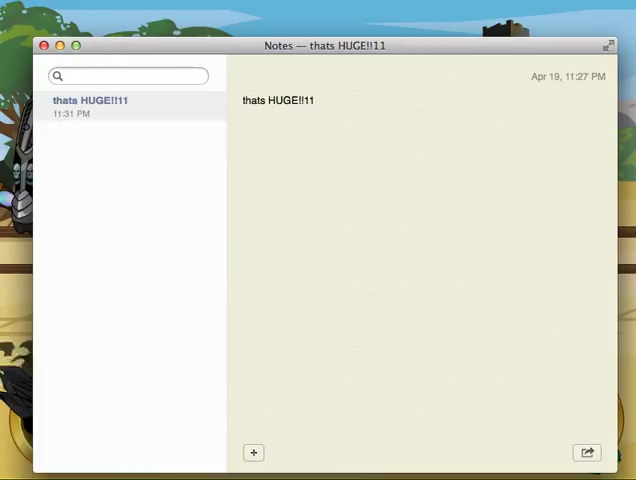 Notes — thats HUGE!!11
Apr 19, 11:27 PM
thats HUGE!!11
11:31 PM
thats HUGE!!11